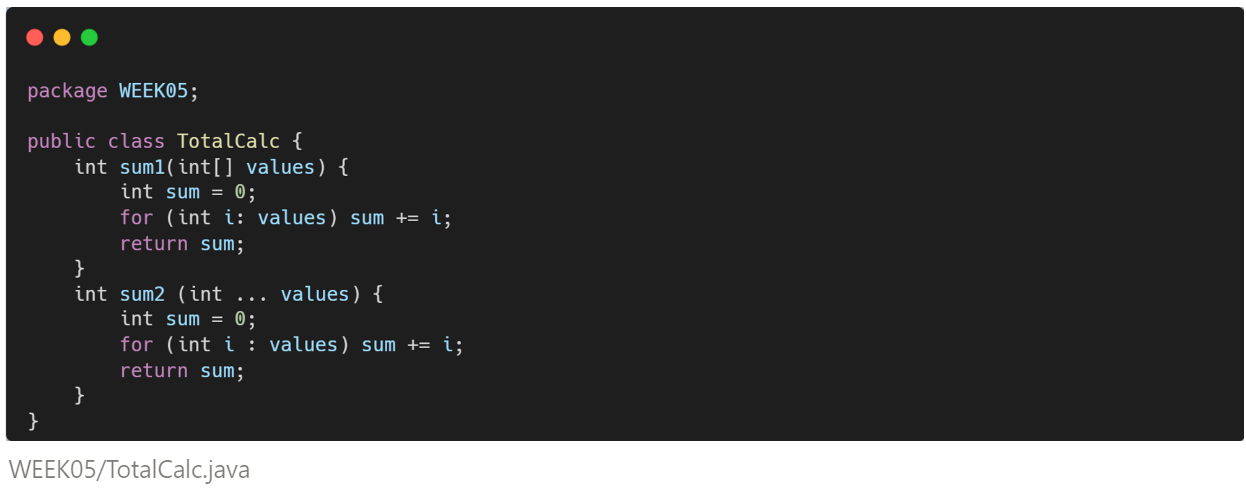 package WEEK05;
public class TotalCalc {
    int sum1(int[] values) {
        int sum = 0;
        for (int i: values) sum += i;
        return sum;
    }
    int sum2 (int ... values) {
        int sum = 0;
        for (int i : values) sum += i;
        return sum;
    }
}
WEEK05/TotalCalc.java